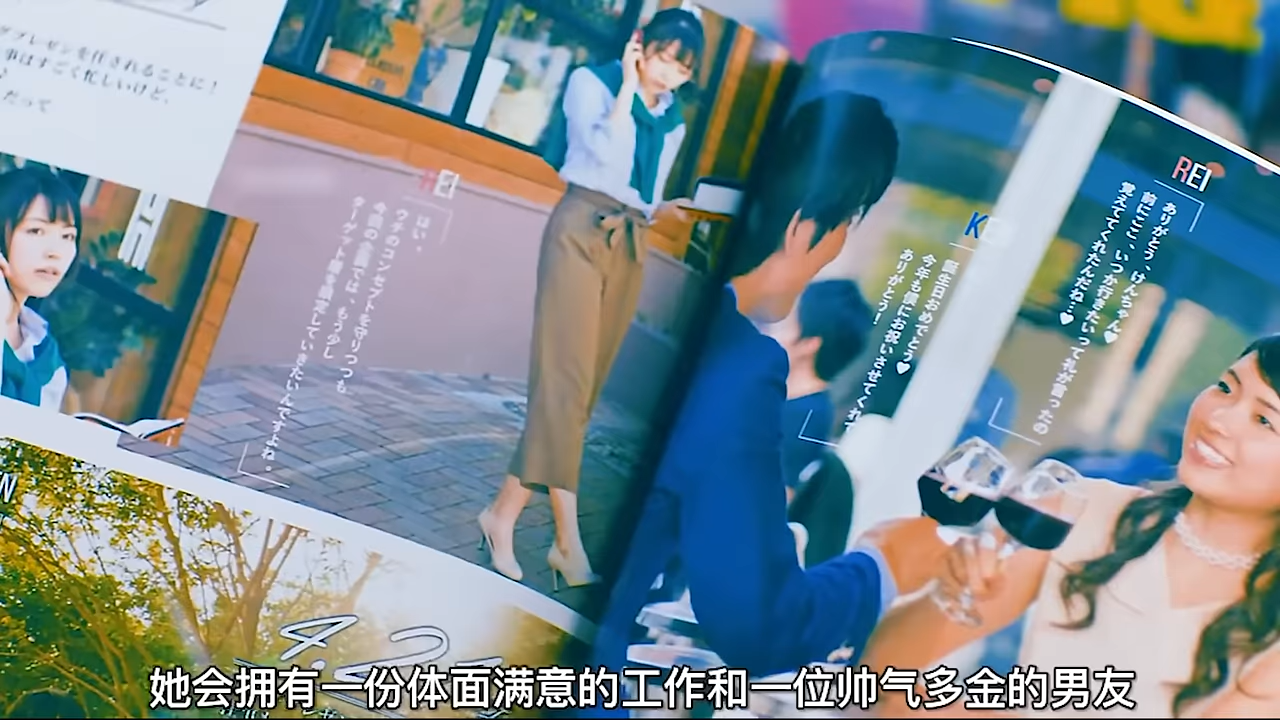 プレゼンを任されることに！
事はすごく忙しいけど、
だって
REI
はい、
ウチのコンセプトを守りつつも
今回の企画では、もう少し
ターゲット層を限定していきたいんですよね。
REI
ありがとう、けんちゃん♥
前にここ、いつか行きたいって礼が言ったの
覚えててくれたんだね…♥
誕生日おめでとう♥
今年も僕にお祝いさせてくれて
ありがとう！
她会拥有一份体面满意的工作和一位帅气多金的男友